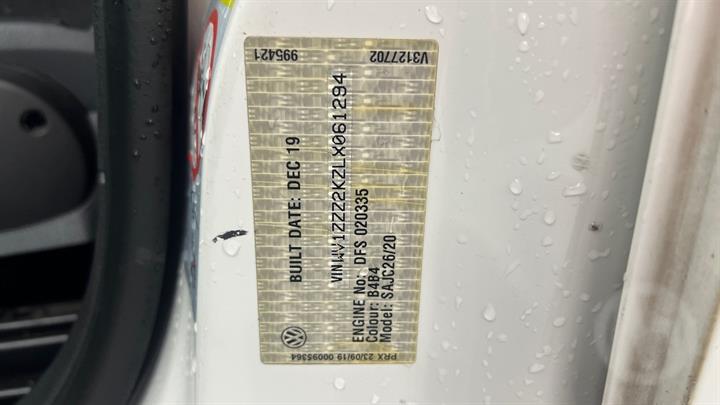 995421 V3127702
BUILT DATE: DEC 19
VIN WV1ZZZ2KZLX061294
ENGINE No: DFS 020335
Colour: B4B4
Model: SAJC26/20
PRX 23/09/19 00095364